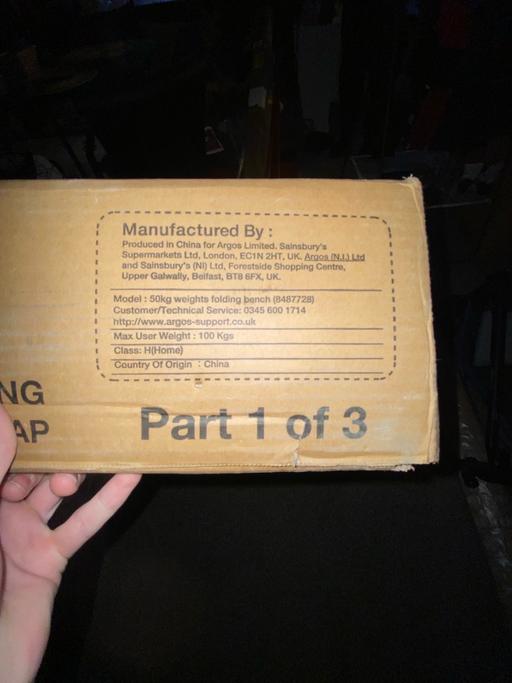 Manufactured By :
Produced in China for Argos Limited. Sainsbury's
Supermarkets Ltd, London, EC1N 2HT, UK. Argos (N.I.) Ltd
and Sainsbury's (NI) Ltd, Forestside Shopping Centre,
Upper Galwally, Belfast, BT8 6FX, UK.
Model : 50kg weights folding bench (8487728)
Customer/Technical Service: 0345 600 1714
http://www.argos-support.co.uk
Max User Weight : 100 Kgs
Class: H(Home)
Country Of Origin : China
NG
AP
Part 1 of 3